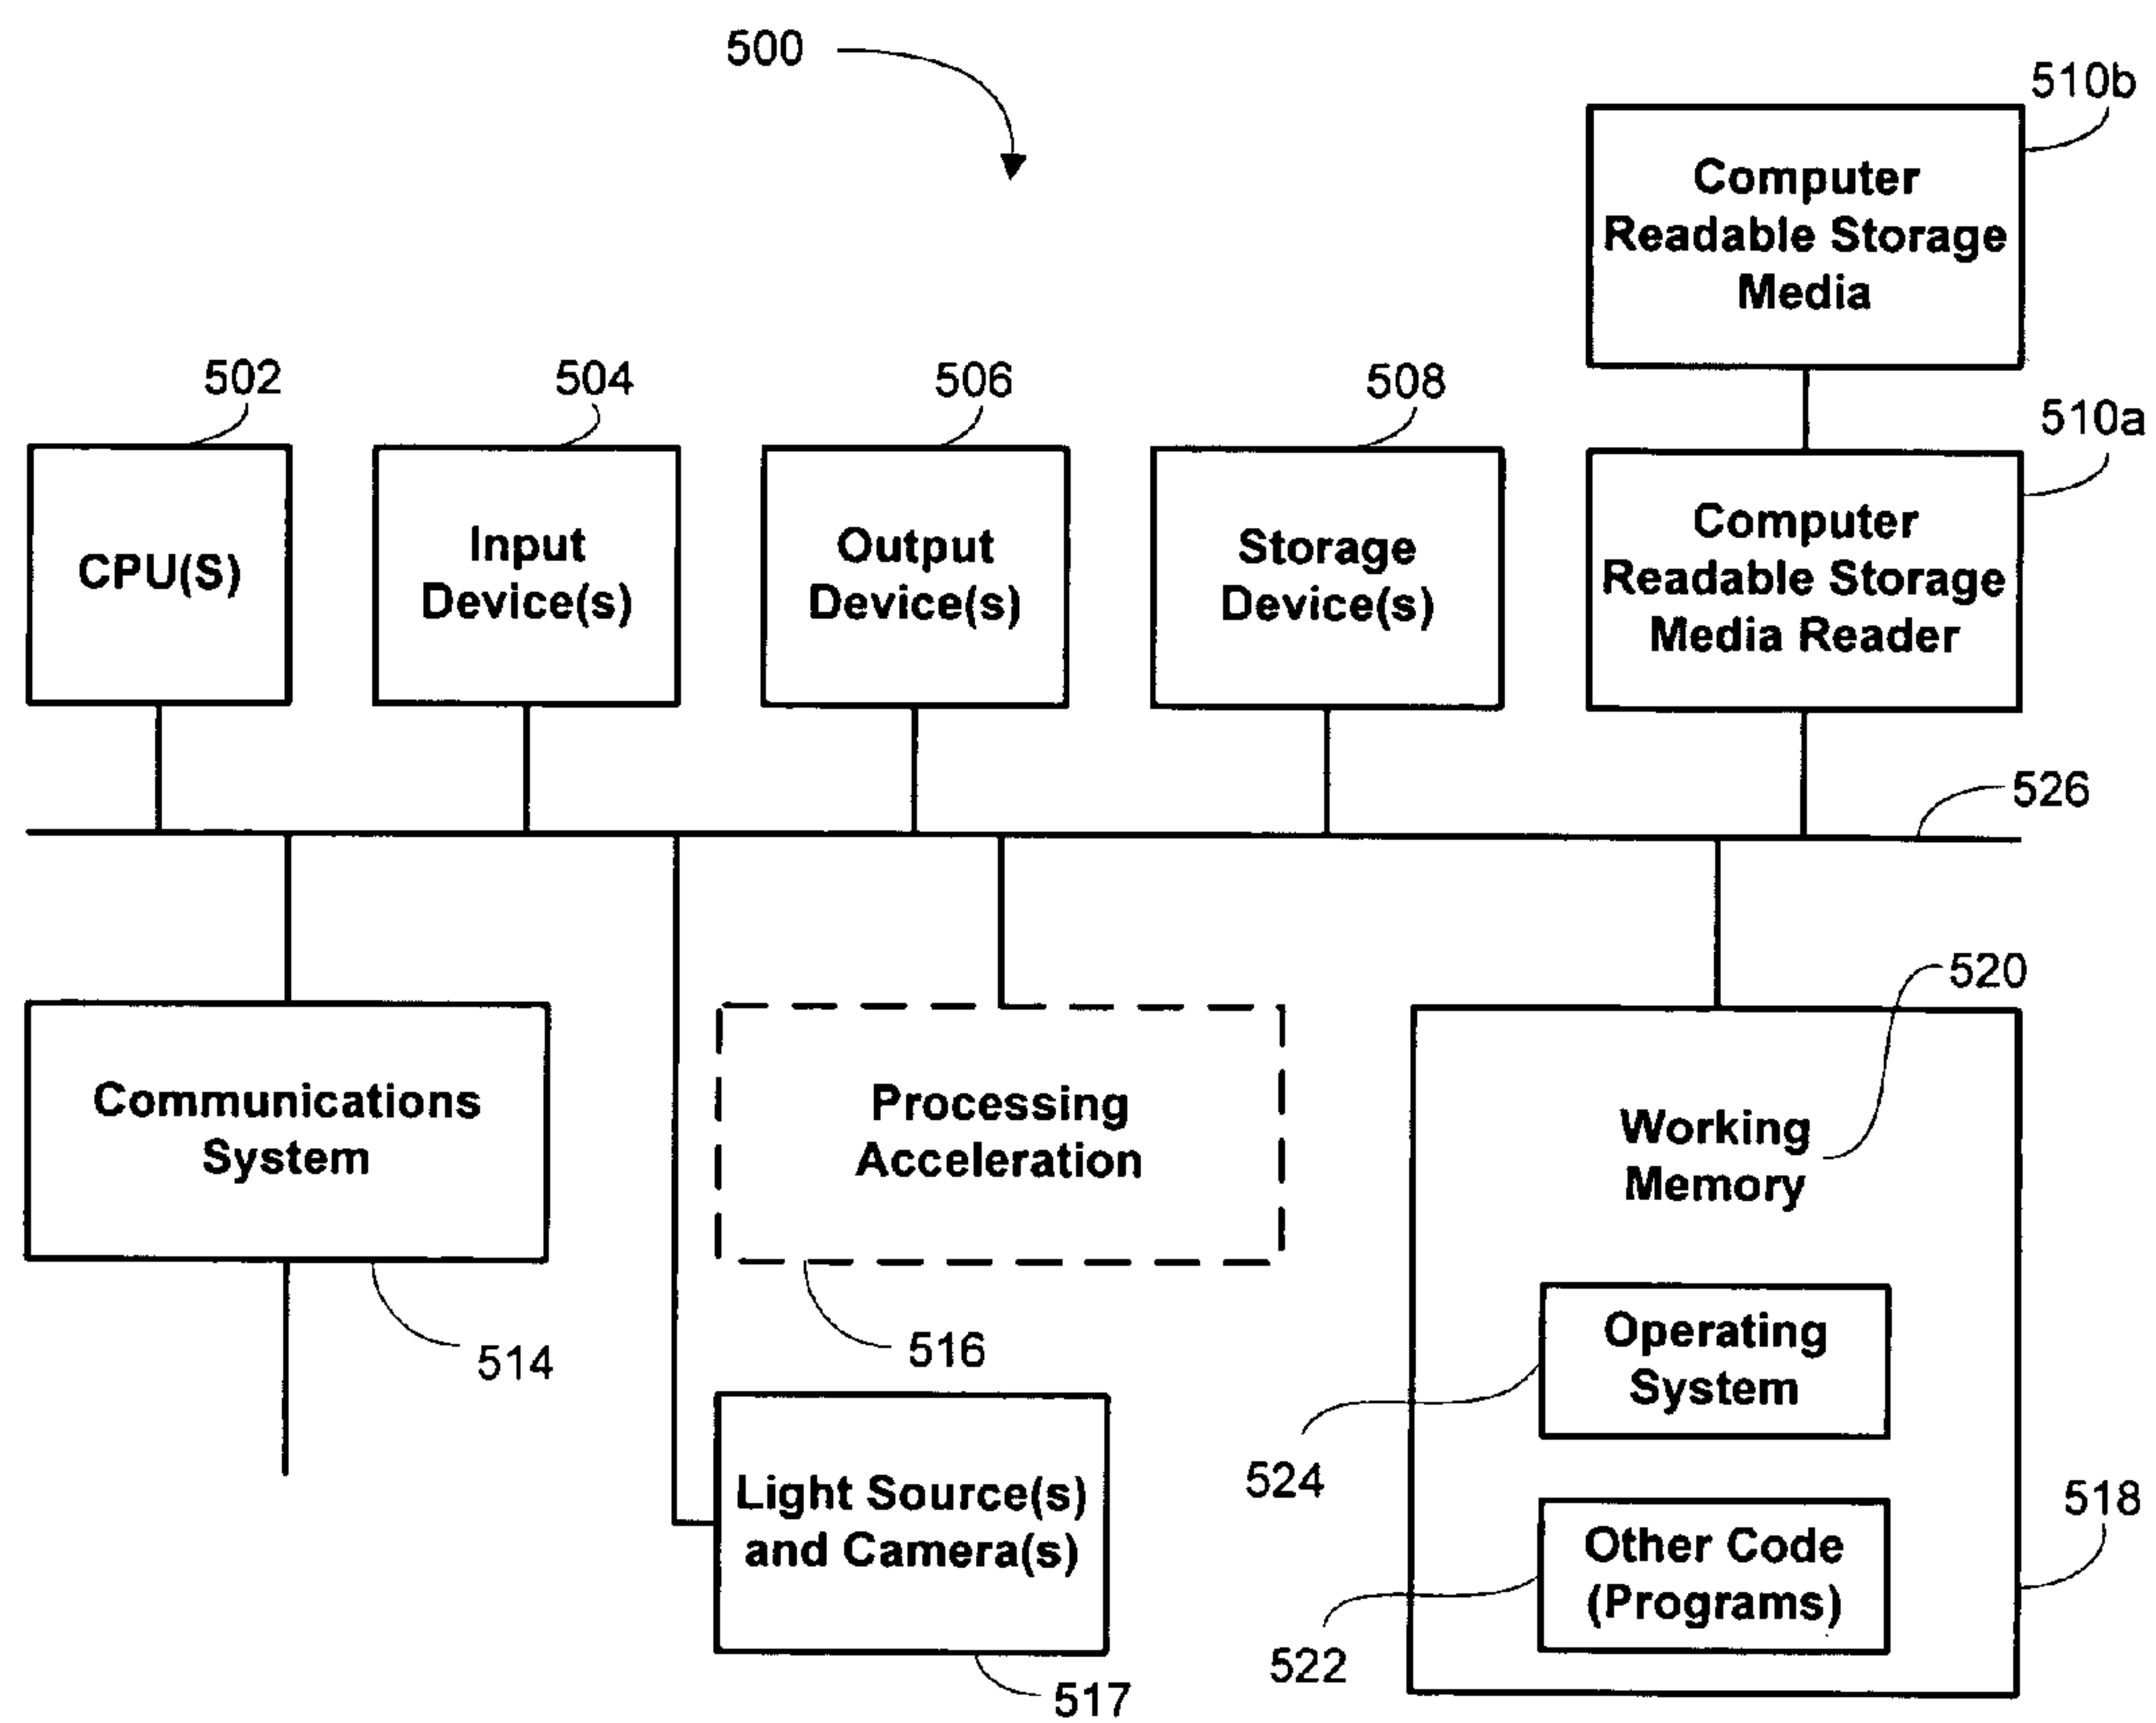 500
510b
Computer
Readable Storage
Media
502
504
506
508
510a
CPU(S)
Input
Device(s)
Output
Device(s)
Storage
Device(s)
Computer
Readable Storage
Media Reader
526
520
Communications
System
Processing
Acceleration
Working
Memory
514
516
Operating
System
524
Light Source(s)
and Camera(s)
518
Other Code
(Programs)
522
517